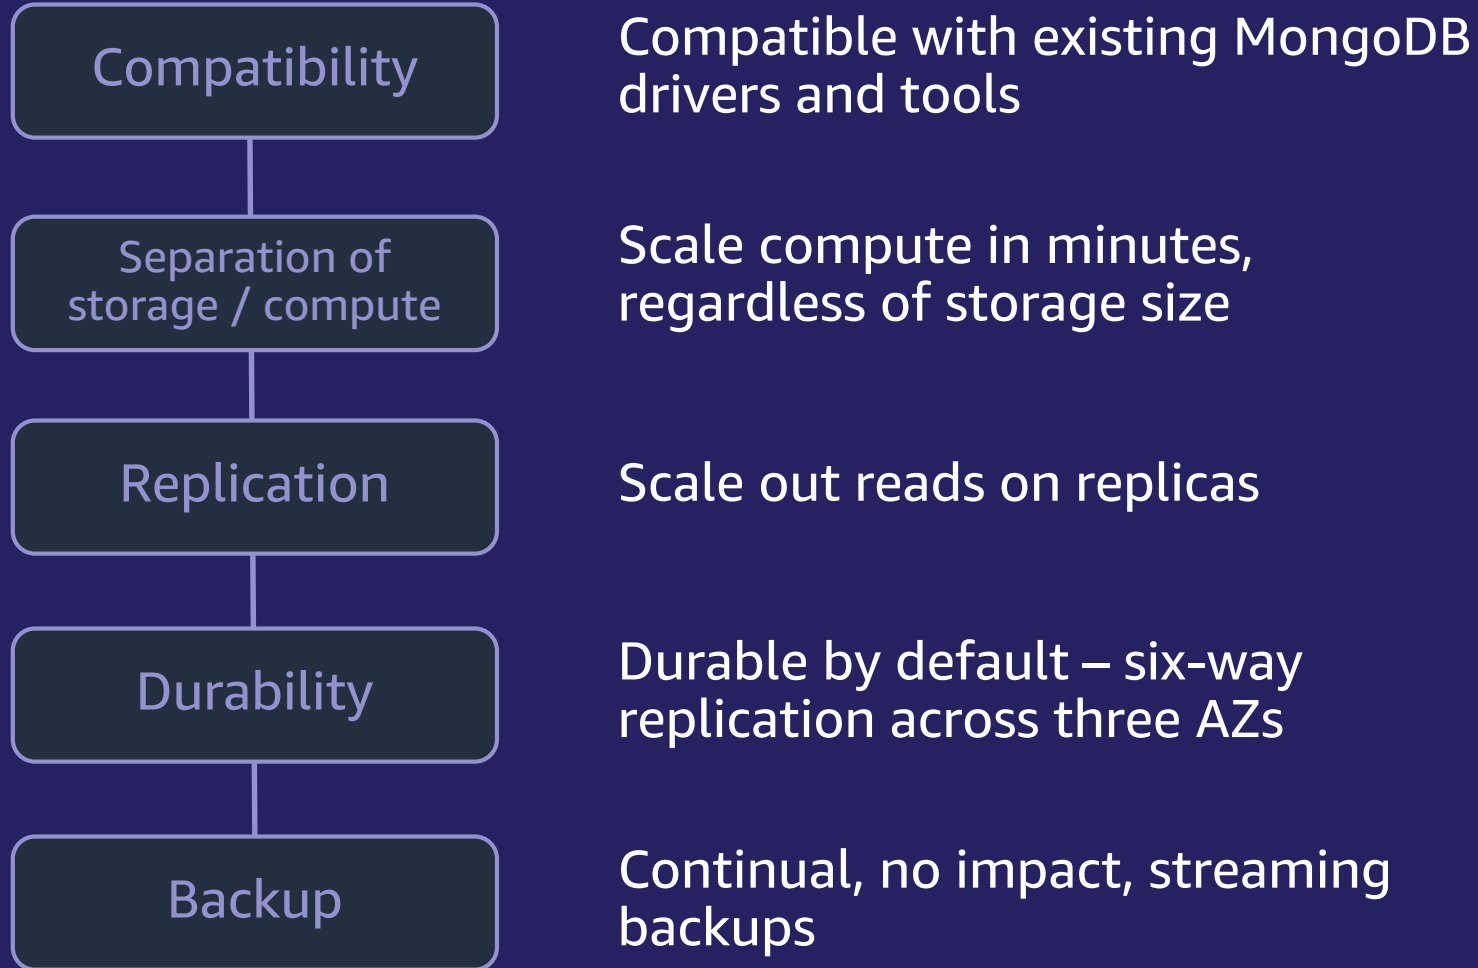 Compatibility
Compatible with existing MongoDB
drivers and tools
Separation of
storage / compute
Scale compute in minutes,
regardless of storage size
Replication
Scale out reads on replicas
Durability
Durable by default – six-way
replication across three AZs
Backup
Continual, no impact, streaming
backups